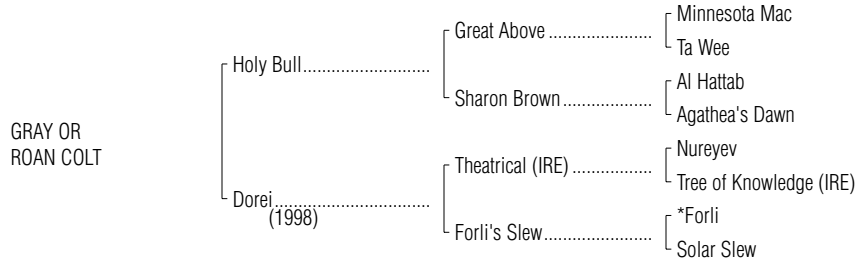 GRAY OR
ROAN COLT
Holy Bull..............................
Dorei.....................................
(1998)
Great Above ........................
Sharon Brown.....................
Theatrical (IRE) ..................
Forli's Slew.........................
Minnesota Mac
Ta Wee
Al Hattab
Agathea's Dawn
Nureyev
Tree of Knowledge (IRE)
*Forli
Solar Slew